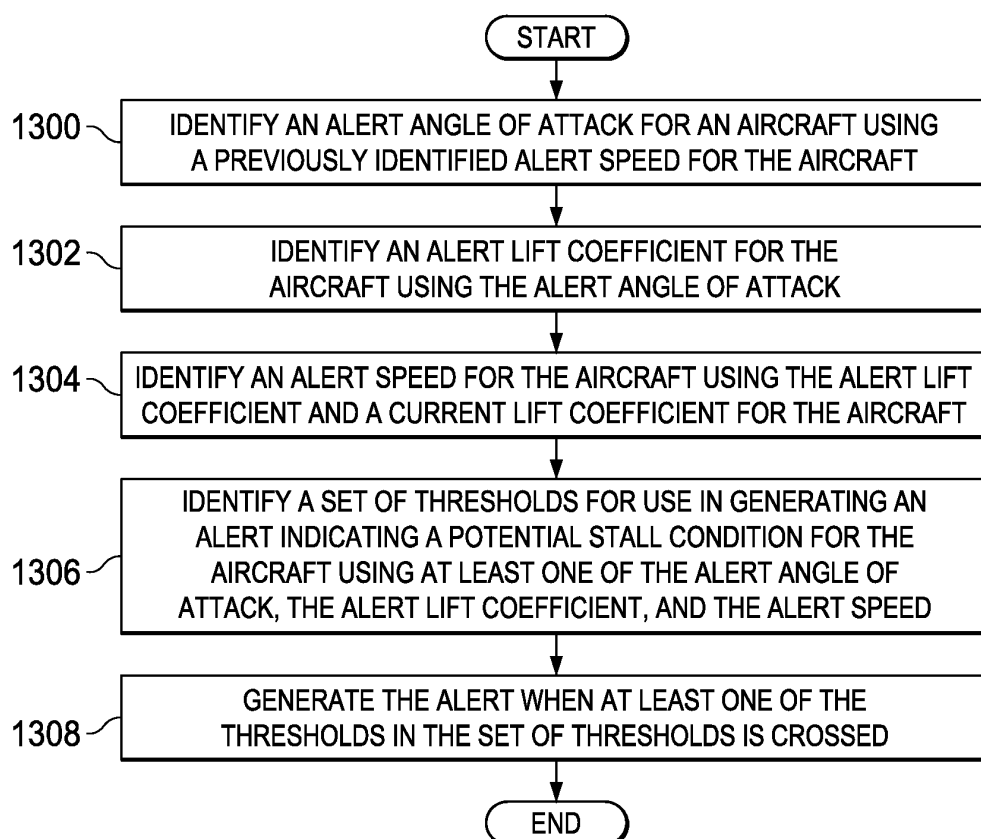 START
1300
IDENTIFY AN ALERT ANGLE OF ATTACK FOR AN AIRCRAFT USING
A PREVIOUSLY IDENTIFIED ALERT SPEED FOR THE AIRCRAFT
1302
IDENTIFY AN ALERT LIFT COEFFICIENT FOR THE
AIRCRAFT USING THE ALERT ANGLE OF ATTACK
1304
IDENTIFY AN ALERT SPEED FOR THE AIRCRAFT USING THE ALERT LIFT
COEFFICIENT AND A CURRENT LIFT COEFFICIENT FOR THE AIRCRAFT
1306
IDENTIFY A SET OF THRESHOLDS FOR USE IN GENERATING AN
ALERT INDICATING A POTENTIAL STALL CONDITION FOR THE
AIRCRAFT USING AT LEAST ONE OF THE ALERT ANGLE OF
ATTACK, THE ALERT LIFT COEFFICIENT, AND THE ALERT SPEED
1308
GENERATE THE ALERT WHEN AT LEAST ONE OF THE
THRESHOLDS IN THE SET OF THRESHOLDS IS CROSSED
END